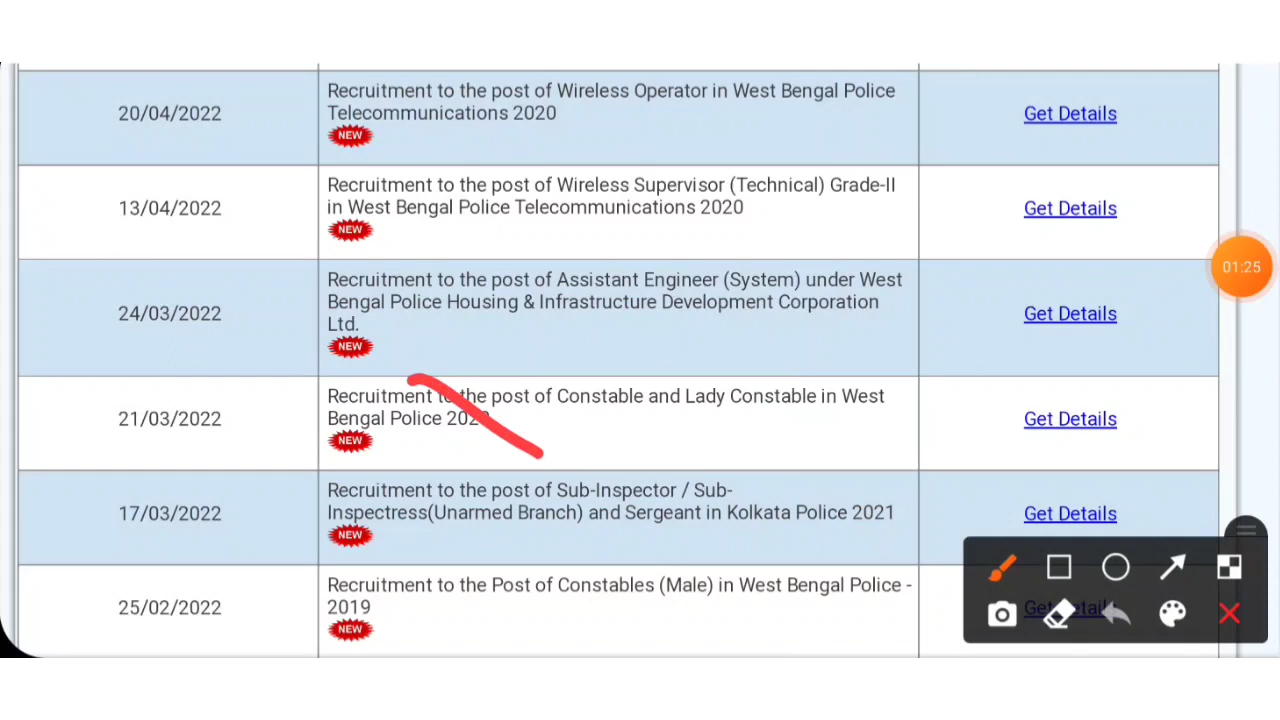 20/04/2022
Recruitment to the post of Wireless Operator in West Bengal Police
Telecommunications 2020
NEW
Get Details
13/04/2022
Recruitment to the post of Wireless Supervisor (Technical) Grade-II
in West Bengal Police Telecommunications 2020
NEW
Get Details
24/03/2022
Recruitment to the post of Assistant Engineer (System) under West
Bengal Police Housing & Infrastructure Development Corporation
Ltd.
NEW
Get Details
01:25
21/03/2022
Recruitment to the post of Constable and Lady Constable in West
Bengal Police
NEW
Get Details
17/03/2022
Recruitment to the post of Sub-Inspector / Sub-
Inspectress(Unarmed Branch) and Sergeant in Kolkata Police 2021
NEW
Get Details
25/02/2022
Recruitment to the Post of Constables (Male) in West Bengal Police -
2019
NEW
Get Details